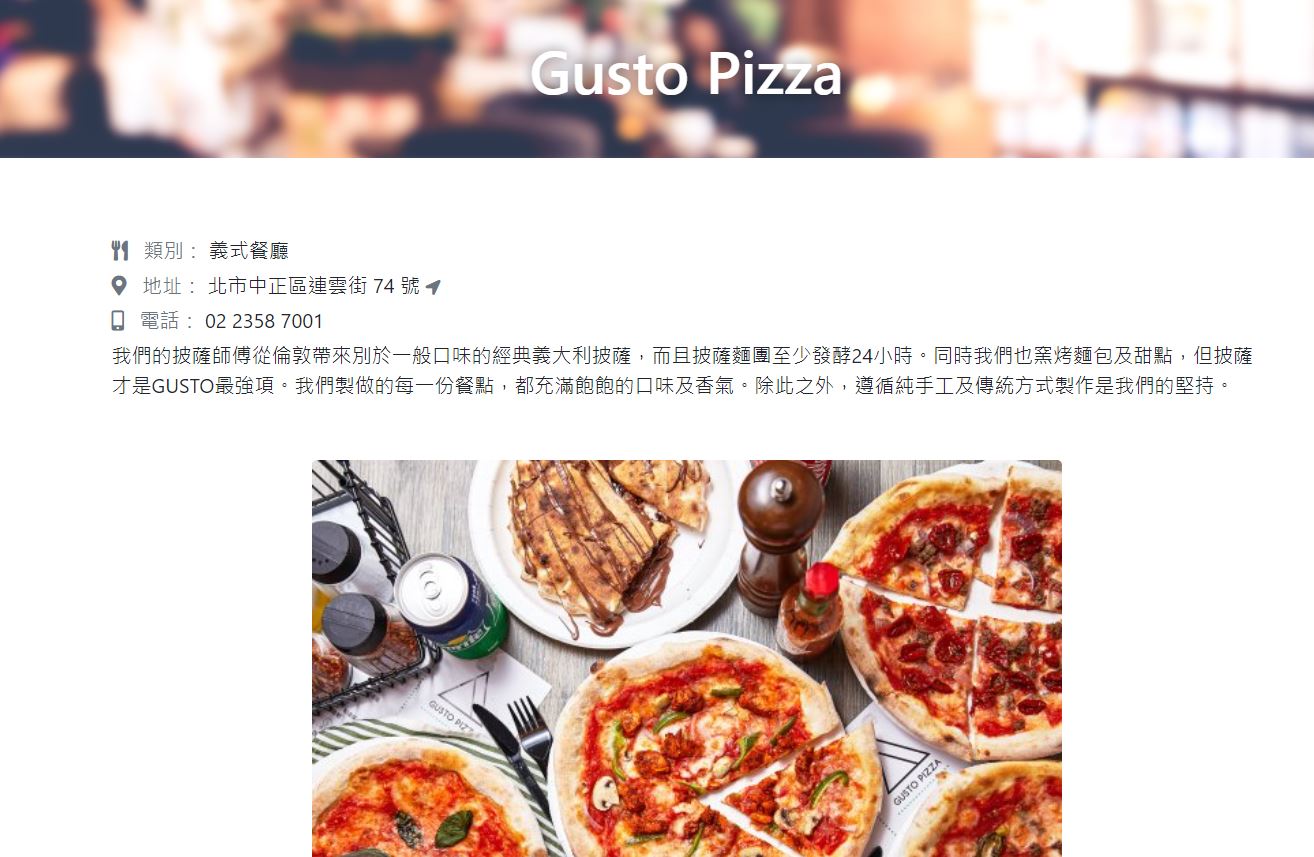 Gusto Pizza
類別： 義式餐廳
地址： 北市中正區連雲街 74 號
電話： 02 2358 7001
我們的披薩師傅從倫敦帶來別於一般口味的經典義大利披薩，而且披薩麵團至少發酵24小時。同時我們也窯烤麵包及甜點，但披薩
才是GUSTO最強項。我們製做的每一份餐點，都充滿飽飽的口味及香氣。除此之外，遵循純手工及傳統方式製作是我們的堅持。
GUSTO PIZZ
GUSTO PIZZA